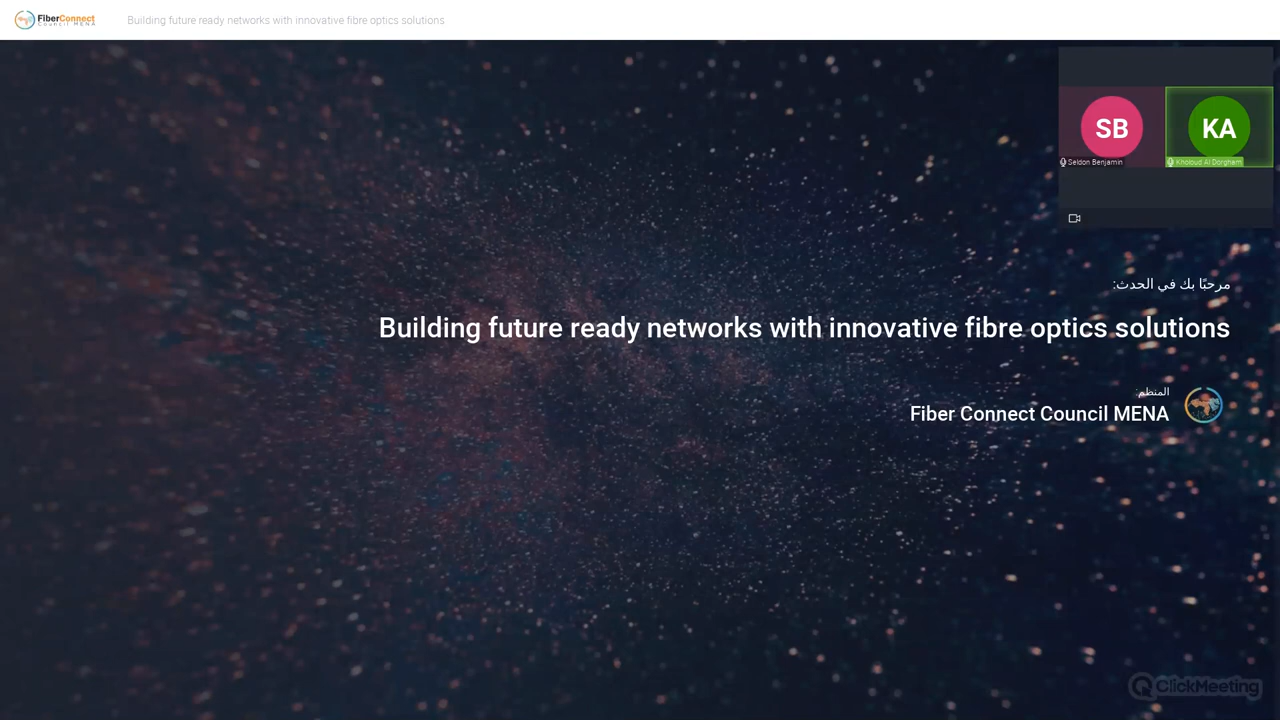 FiberConnect
Council MENA
Building future ready networks with innovative fibre optics solutions
SB
KA
Seldon Benjamin
Kholoud Al Dorgham
مرحبًا بك في الحدث:
Building future ready networks with innovative fibre optics solutions
المنظم:
Fiber Connect Council MENA
ClickMeeting